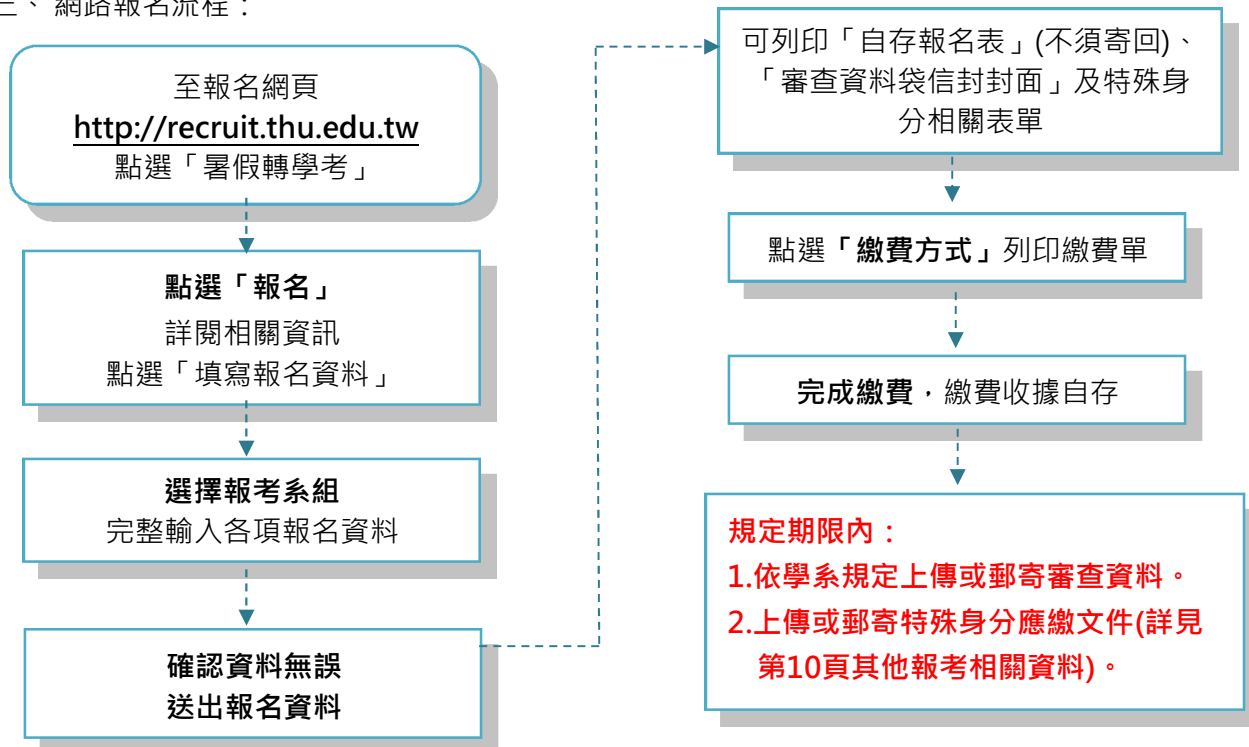 三、 網路報名流程：
至報名網頁
http://recruit.thu.edu.tw
點選「暑假轉學考」
點選「報名」
詳閱相關資訊
點選「填寫報名資料」
選擇報考系組
完整輸入各項報名資料
確認資料無誤
送出報名資料
可列印「自存報名表」(不須寄回)、
「審查資料袋信封封面」及特殊身
分相關表單
點選「繳費方式」列印繳費單
完成繳費，繳費收據自存
規定期限內：
1.依學系規定上傳或郵寄審查資料。
2.上傳或郵寄特殊身分應繳文件(詳見
第10頁其他報考相關資料)。